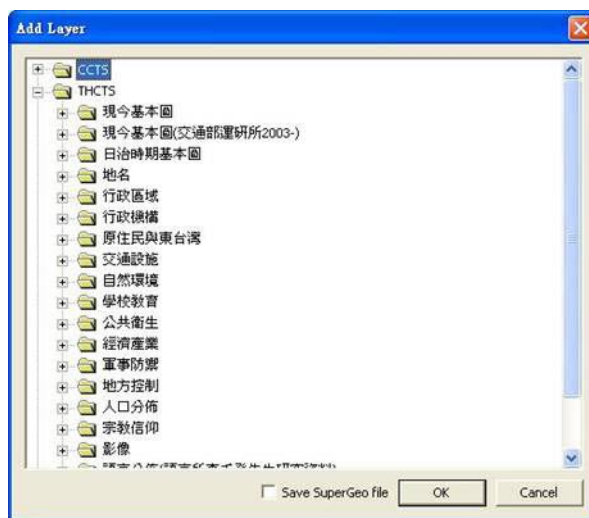 Add Layer
CCTS
THCTS
現今基本圖
現今基本圖(交通部運研所2003-)
日治時期基本圖
地名
行政區域
行政機構
原住民與東台灣
交通設施
自然環境
學校教育
公共衛生
經濟產業
軍事防禦
地方控制
人口分佈
宗教信仰
影像
Save SuperGeo file
OK
Cancel